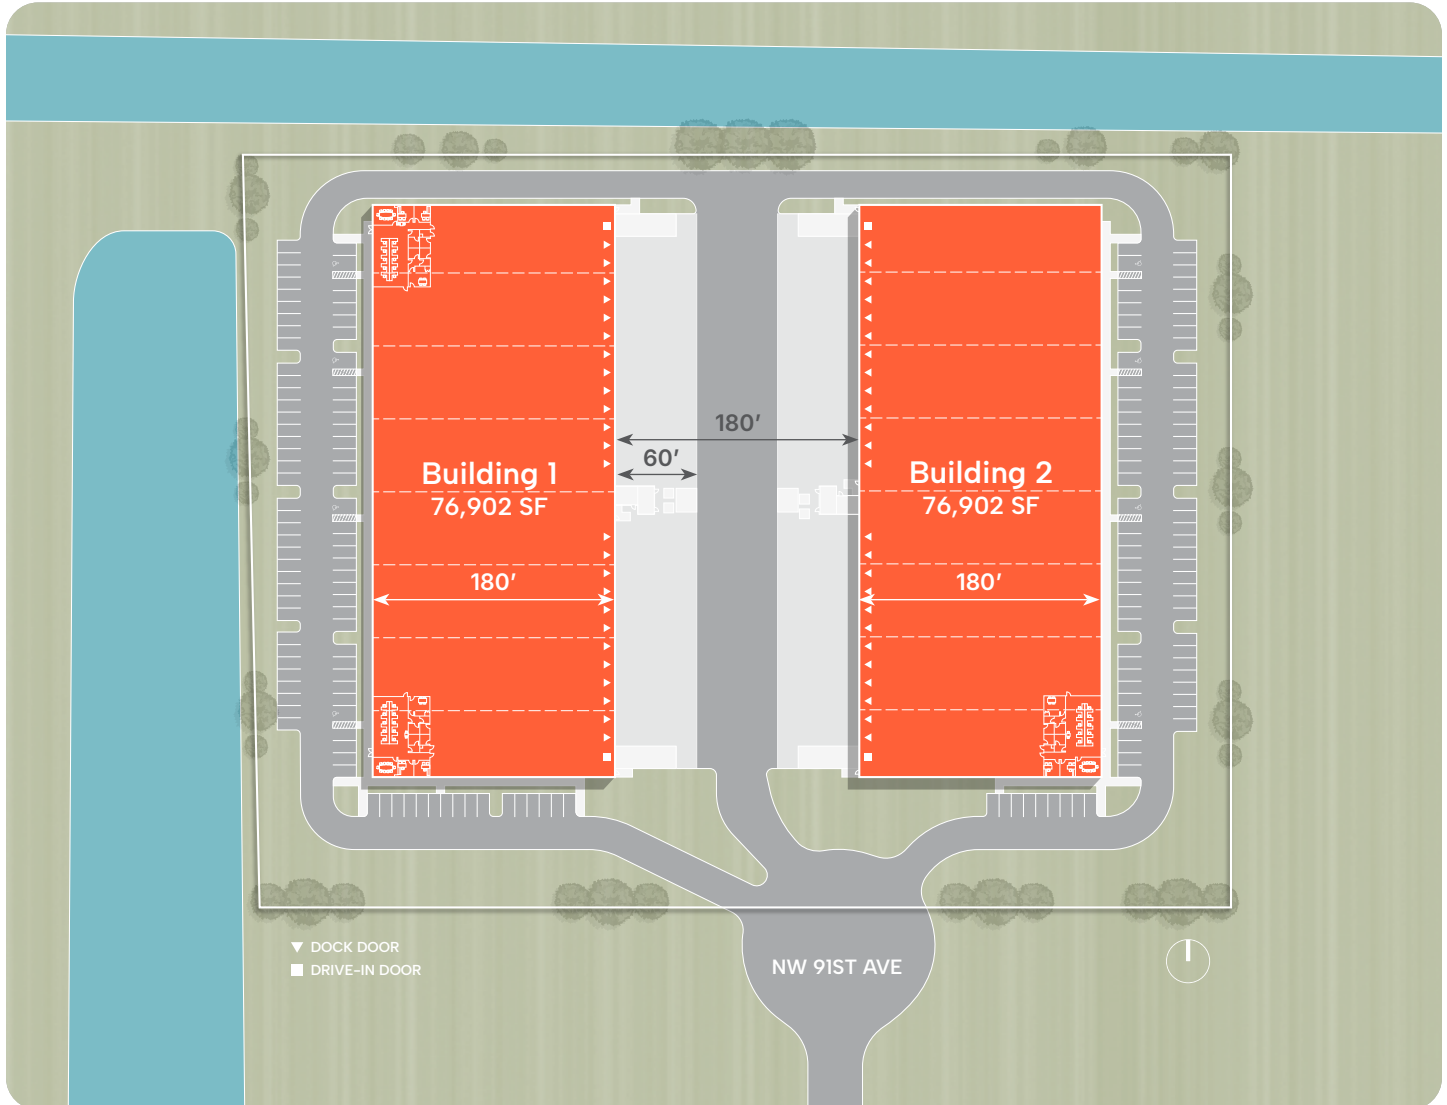 180’
60’
Building 1
76,902 SF
Building 2
76,902 SF
180’
180’
DOCK DOOR
DRIVE-IN DOOR
NW 91ST AVE